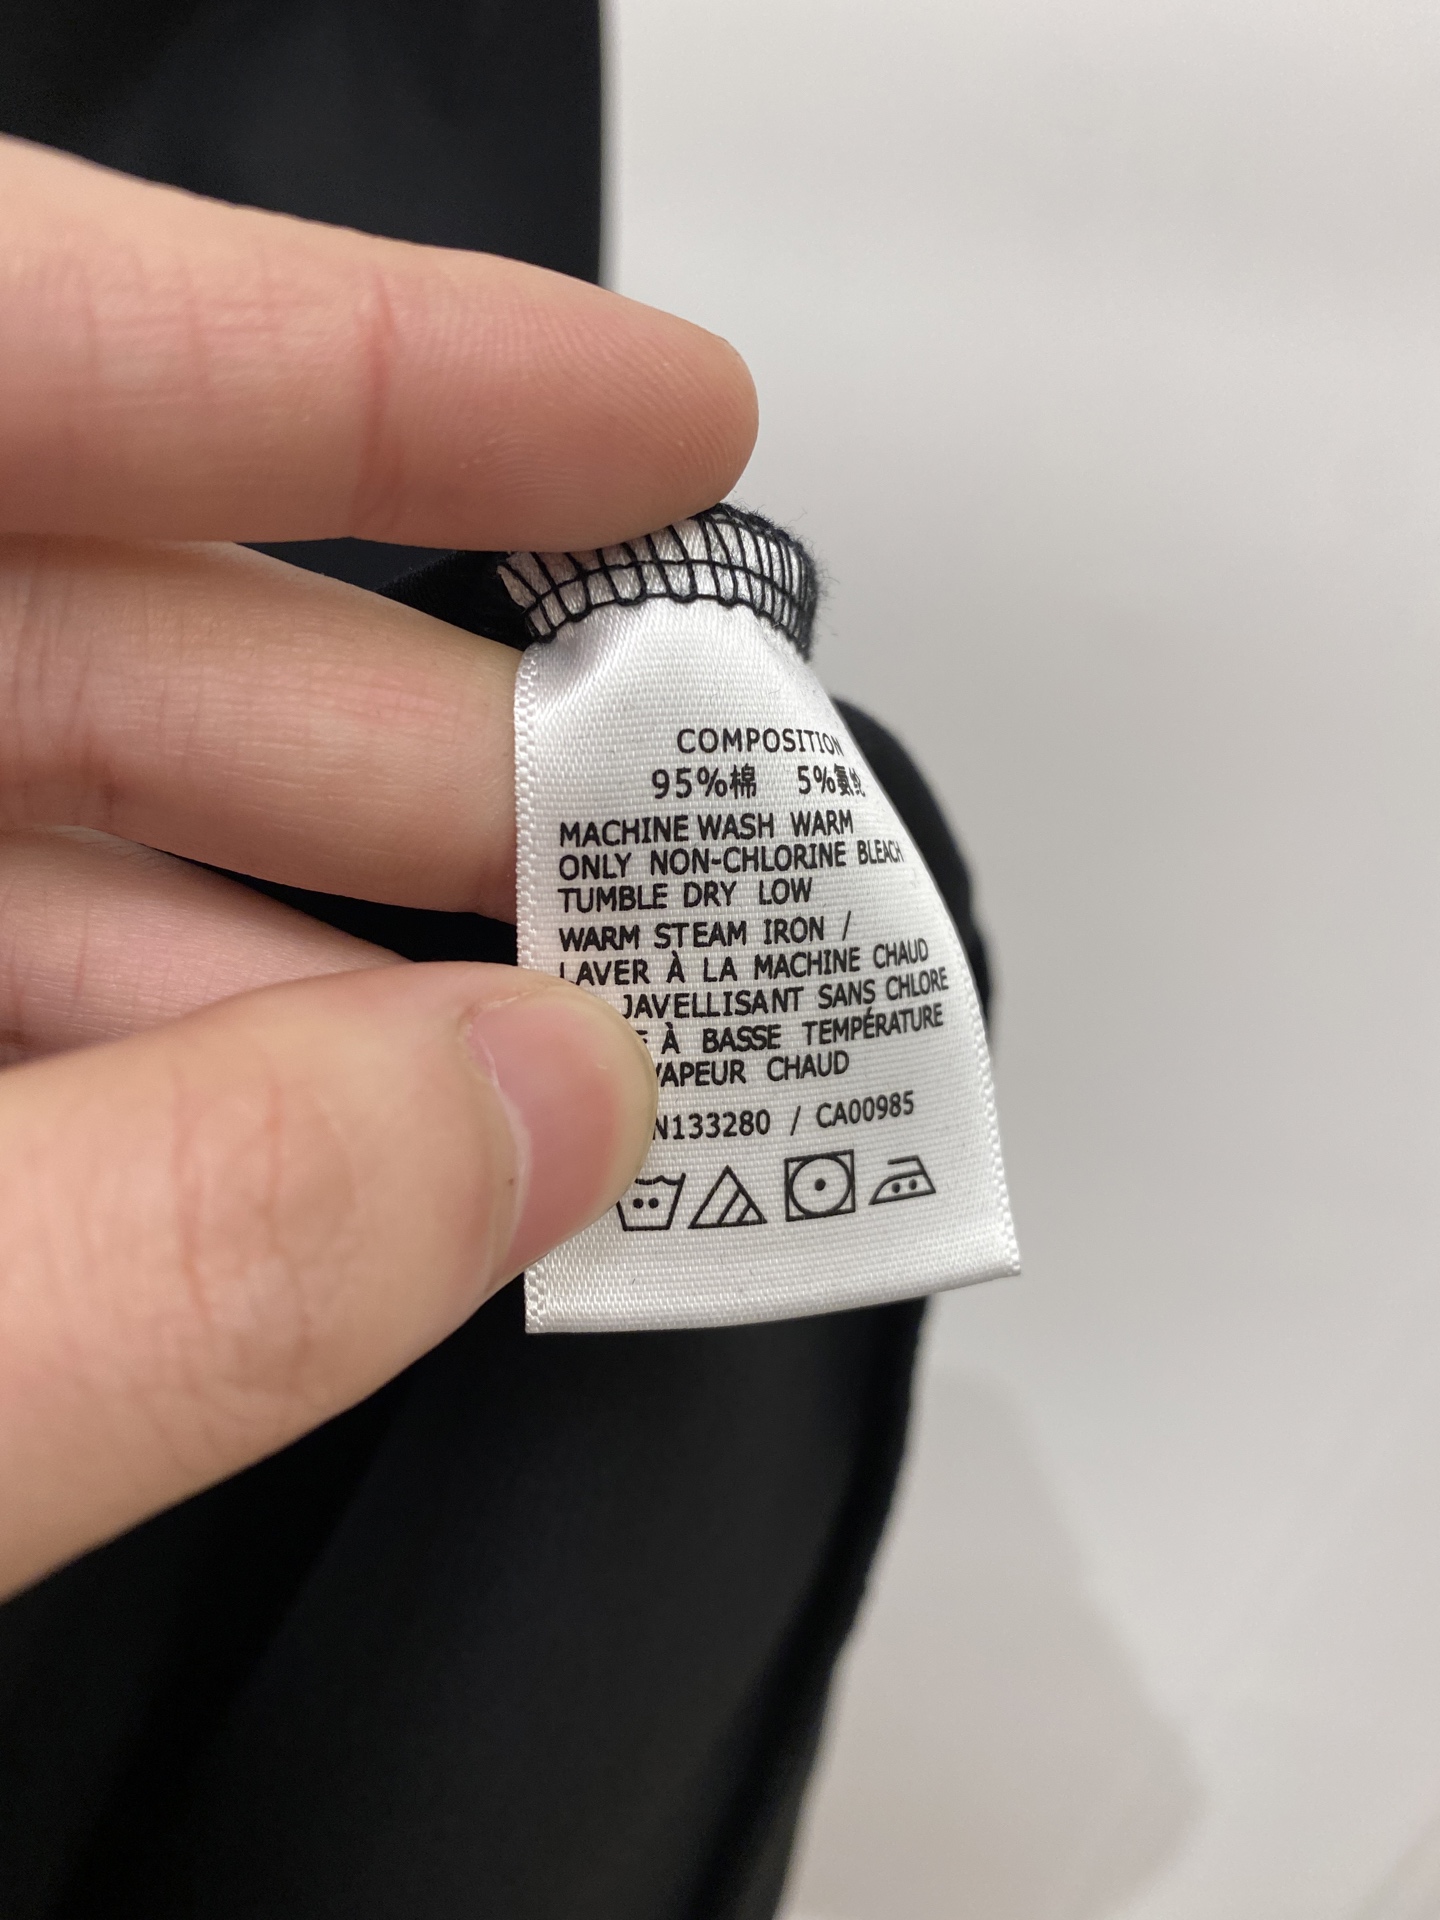 COMPOSITION
95%棉 5%氨纶
MACHINE WASH WARM
ONLY NON-CHLORINE BLEACH
TUMBLE DRY LOW
WARM STEAM IRON /
LAVER À LA MACHINE CHAUD
JAVELLISANT SANS CHLORE
À BASSE TEMPÉRATURE
VAPEUR CHAUD
N133280 / CA00985